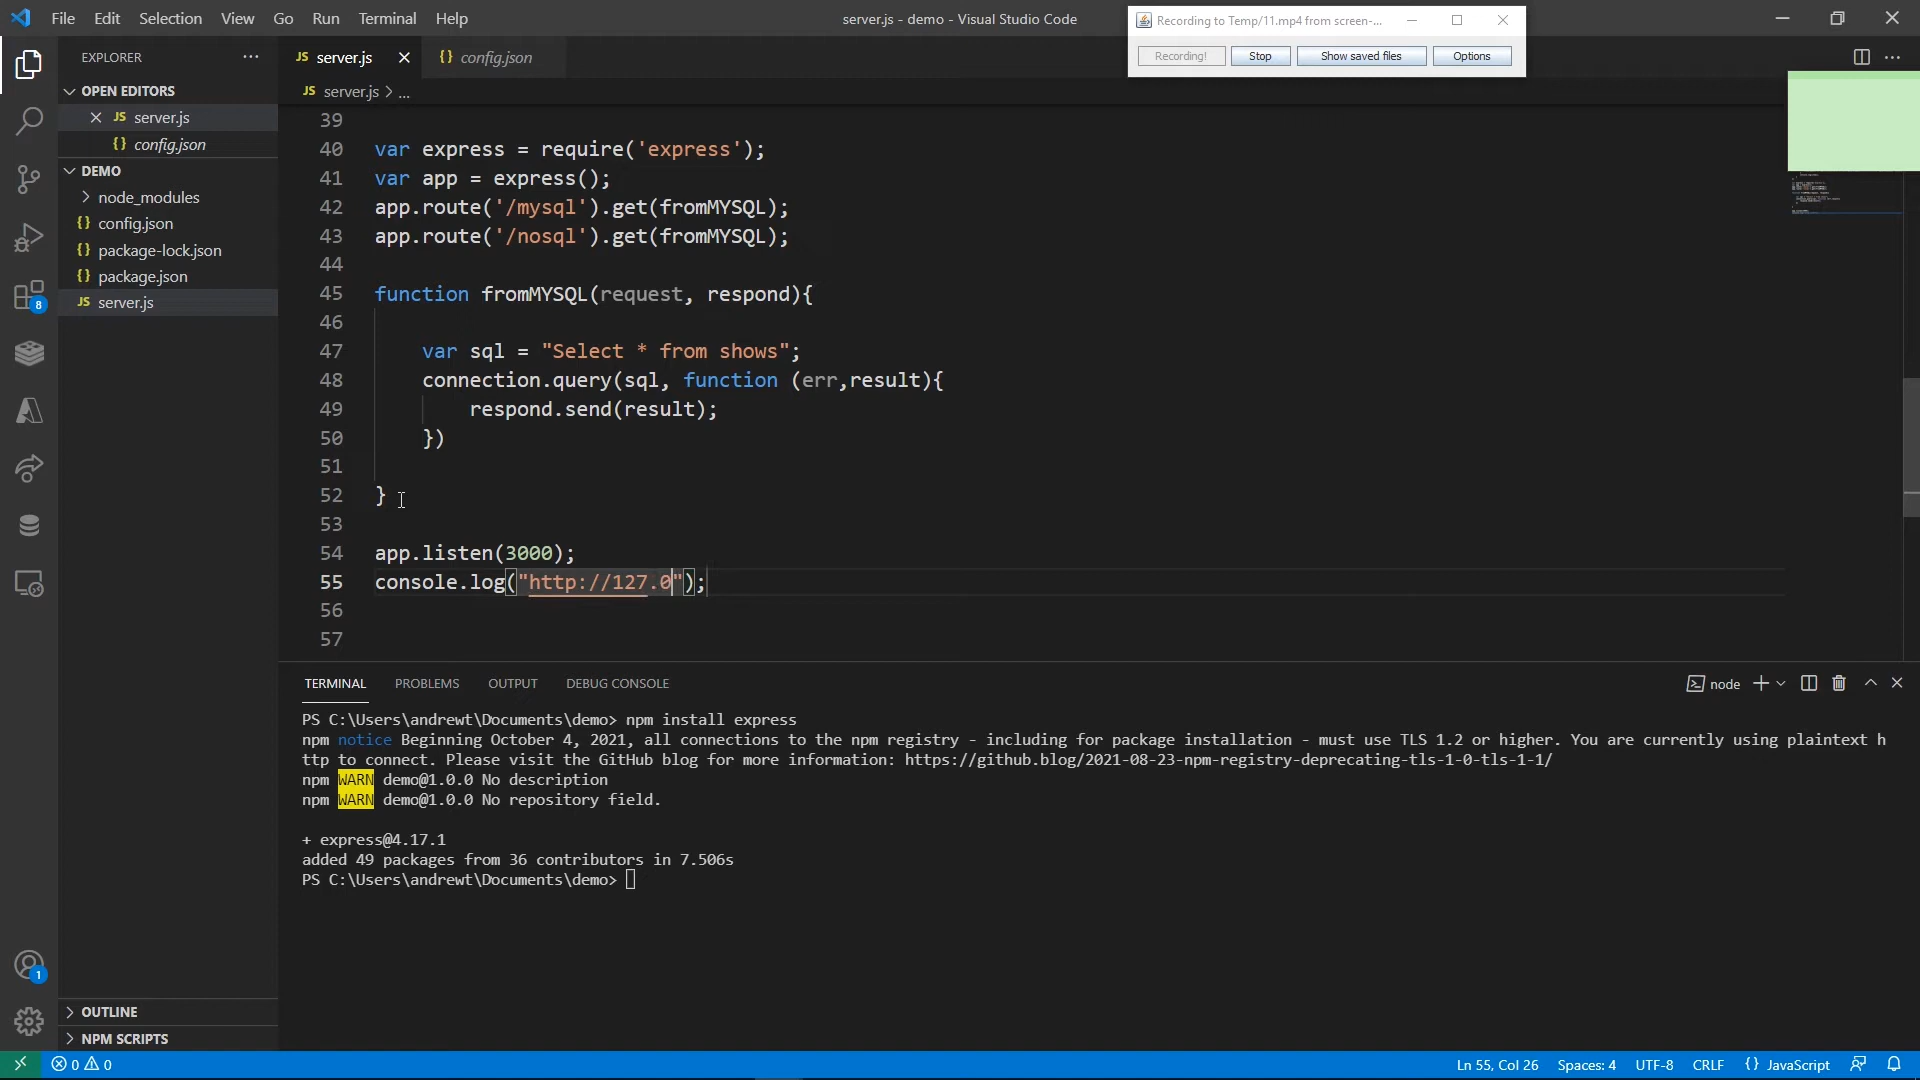 File Edit Selection View Go Run Terminal Help
server.js - demo - Visual Studio Code
Recording to Temp/11.mp4 from screen-...
Recording! Stop Show saved files Options
EXPLORER
JS server.js
{} config.json
OPEN EDITORS
JS server.js > ...
JS server.js
{} config.json
DEMO
node_modules
{} config.json
{} package-lock.json
{} package.json
JS server.js
8
1
39
40 var express = require('express');
41 var app = express();
42 app.route('/mysql').get(fromMYSQL);
43 app.route('/nosql').get(fromMYSQL);
44
45 function fromMYSQL(request, respond){
46
47 var sql = "Select * from shows";
48 connection.query(sql, function (err,result){
49 respond.send(result);
50 })
51
52 }
53
54 app.listen(3000);
55 console.log("http://127.0");
56
57
TERMINAL PROBLEMS OUTPUT DEBUG CONSOLE
node
PS C:\Users\andrewt\Documents\demo> npm install express
npm notice Beginning October 4, 2021, all connections to the npm registry - including for package installation - must use TLS 1.2 or higher. You are currently using plaintext h
ttp to connect. Please visit the GitHub blog for more information: https://github.blog/2021-08-23-npm-registry-deprecating-tls-1-0-tls-1-1/
npm WARN demo@1.0.0 No description
npm WARN demo@1.0.0 No repository field.
+ express@4.17.1
added 49 packages from 36 contributors in 7.506s
PS C:\Users\andrewt\Documents\demo>
OUTLINE
NPM SCRIPTS
0 0
Ln 55, Col 26 Spaces: 4 UTF-8 CRLF {} JavaScript